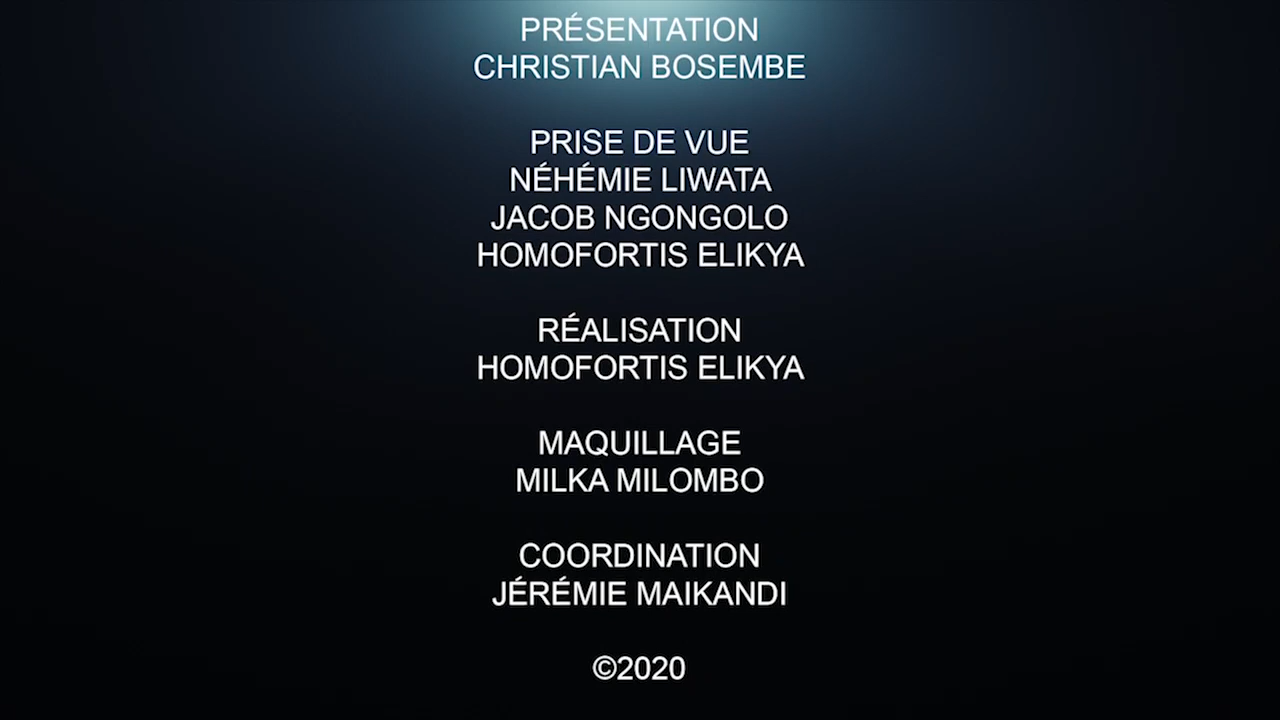 PRÉSENTATION
CHRISTIAN BOSEMBE
PRISE DE VUE
NÉHÉMIE LIWATA
JACOB NGONGOLO
HOMOFORTIS ELIKYA
RÉALISATION
HOMOFORTIS ELIKYA
MAQUILLAGE
MILKA MILOMBO
COORDINATION
JÉRÉMIE MAIKANDI
©2020